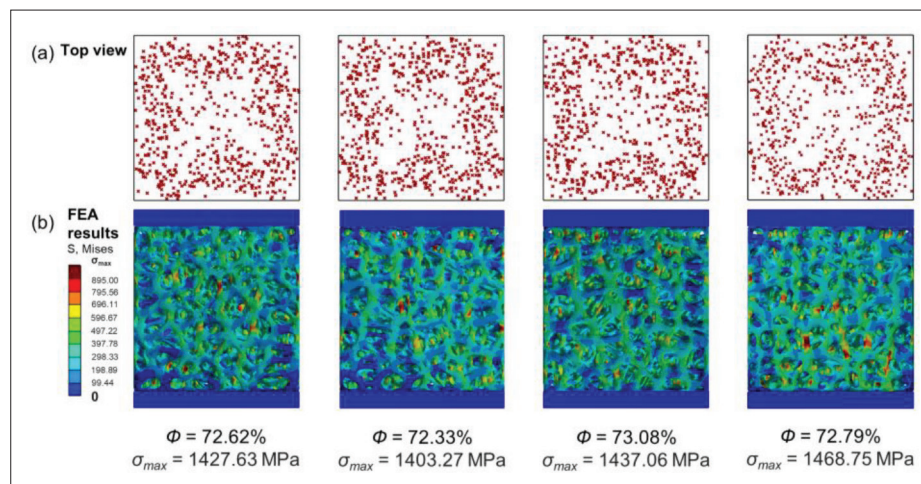 (a) Top view
(b) FEA
results
S, Mises
σmax
895.00
795.56
696.11
596.67
497.22
397.78
298.33
198.89
99.44
0
Φ = 72.62%
σmax = 1427.63 MPa
Φ = 72.33%
σmax = 1403.27 MPa
Φ = 73.08%
σmax = 1437.06 MPa
Φ = 72.79%
σmax = 1468.75 MPa